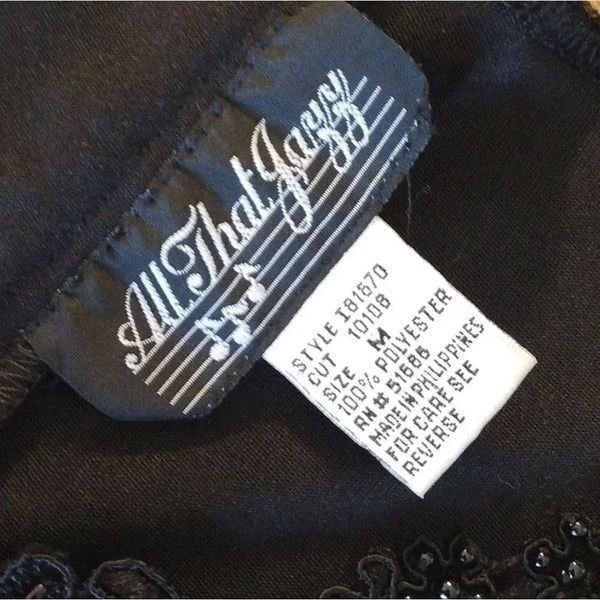 All That Jazz
STYLE I81670
CUT 10108
SIZE M
100% POLYESTER
RN# 51686
MADE IN PHILIPPINES
FOR CARE SEE
REVERSE